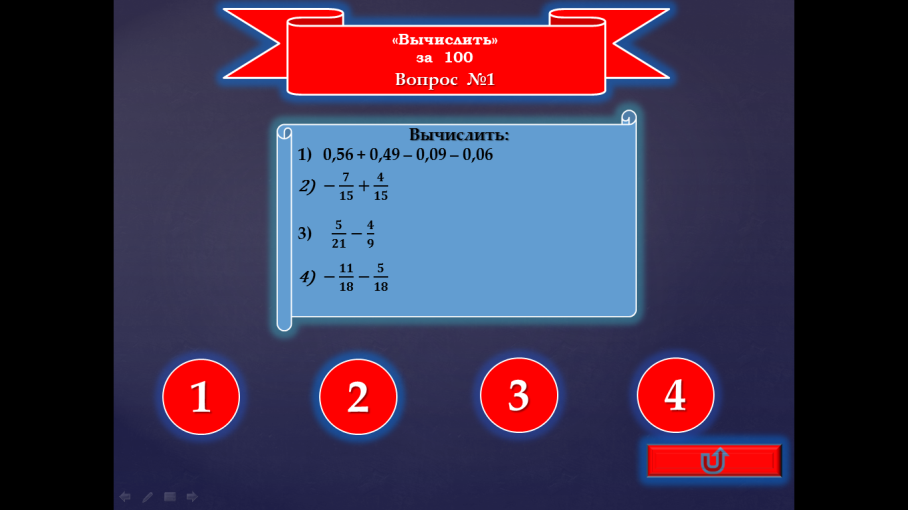 «Вычислить»
за 100
Вопрос №1
Вычислить:
1) 0,56 + 0,49 – 0,09 – 0,06
2) − 7/15 + 4/15
3) 5/21 − 4/9
4) − 11/18 − 5/18
1 2 3 4